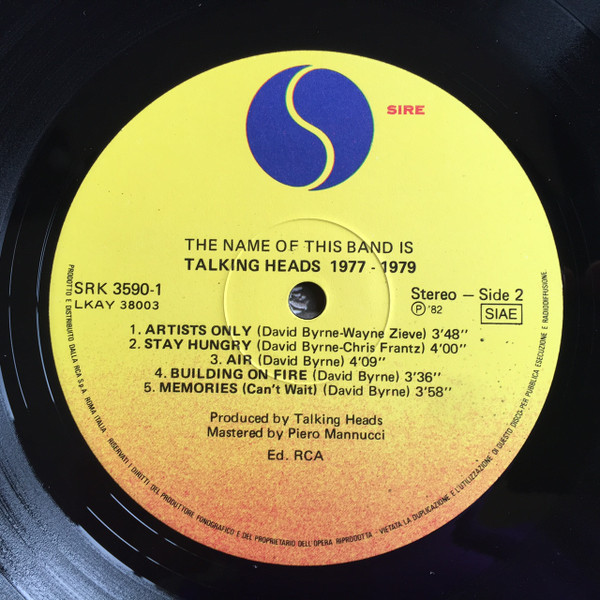 SIRE
THE NAME OF THIS BAND IS
TALKING HEADS 1977 - 1979
SRK 3590-1
LKAY 38003
Stereo — Side 2
Ⓟ '82
SIAE
1. ARTISTS ONLY (David Byrne-Wayne Zieve) 3'48''
2. STAY HUNGRY (David Byrne-Chris Frantz) 4'00''
3. AIR (David Byrne) 4'09''
4. BUILDING ON FIRE (David Byrne) 3'36''
5. MEMORIES (Can't Wait) (David Byrne) 3'58''
Produced by Talking Heads
Mastered by Piero Mannucci
Ed. RCA
PRODOTTO E DISTRIBUITO DALLA RCA S.p.A. ROMA ITALIA - RISERVATI I DIRITTI DEL PRODUTTORE FONOGRAFICO E DEL PROPRIETARIO DELL'OPERA RIPRODOTTA - VIETATA LA DUPLICAZIONE E L'UTILIZZAZIONE DI QUESTO DISCO PER PUBBLICA ESECUZIONE E RADIODIFFUSIONE